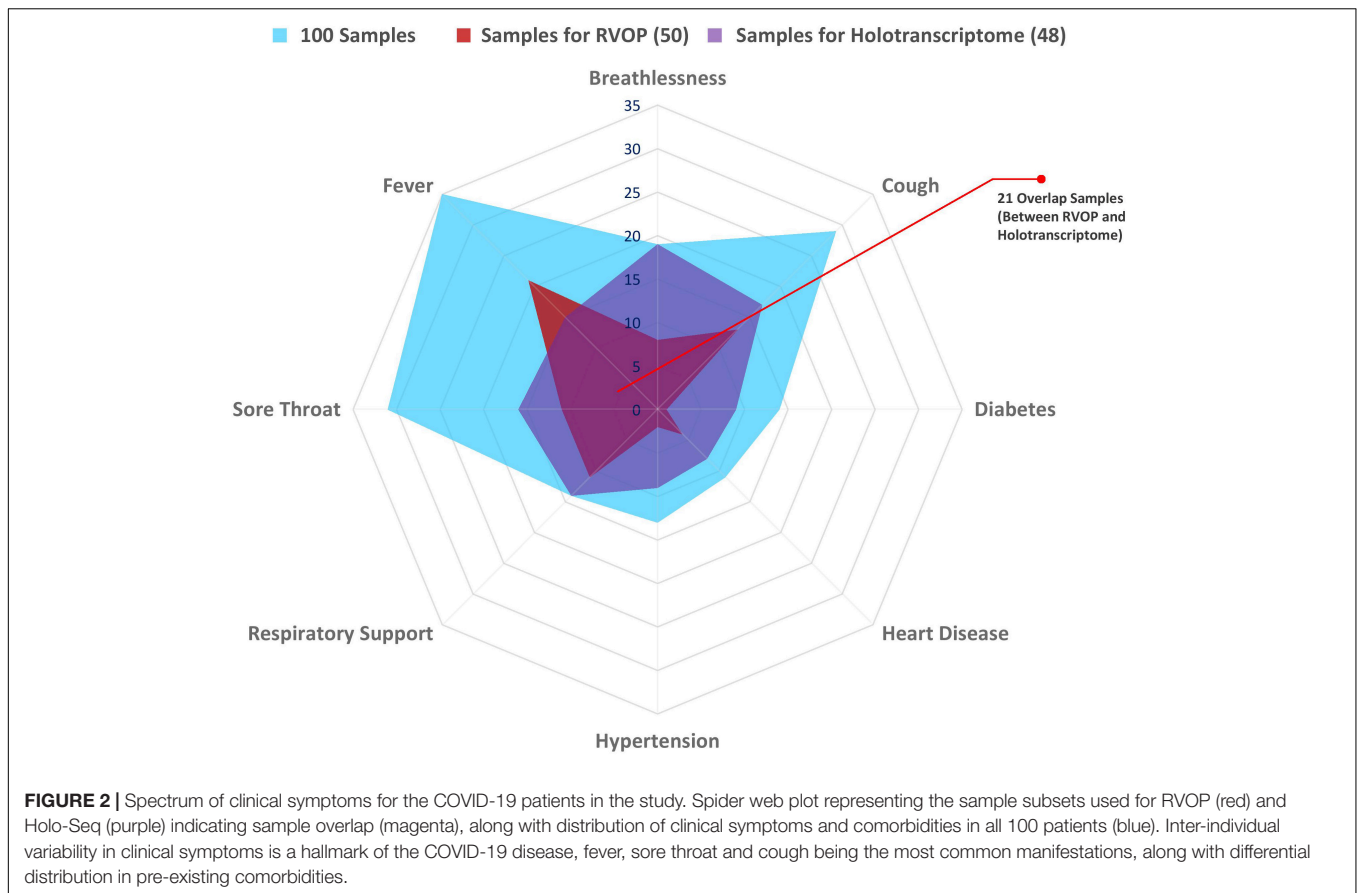 100 Samples Samples for RVOP (50) Samples for Holotranscriptome (48)
Breathlessness
35
30
Fever
Cough
25
21 Overlap Samples
(Between RVOP and
Holotranscriptome)
20
15
10
5
Sore Throat
0
Diabetes
Respiratory Support
Heart Disease
Hypertension
FIGURE 2 | Spectrum of clinical symptoms for the COVID-19 patients in the study. Spider web plot representing the sample subsets used for RVOP (red) and
Holo-Seq (purple) indicating sample overlap (magenta), along with distribution of clinical symptoms and comorbidities in all 100 patients (blue). Inter-individual
variability in clinical symptoms is a hallmark of the COVID-19 disease, fever, sore throat and cough being the most common manifestations, along with differential
distribution in pre-existing comorbidities.